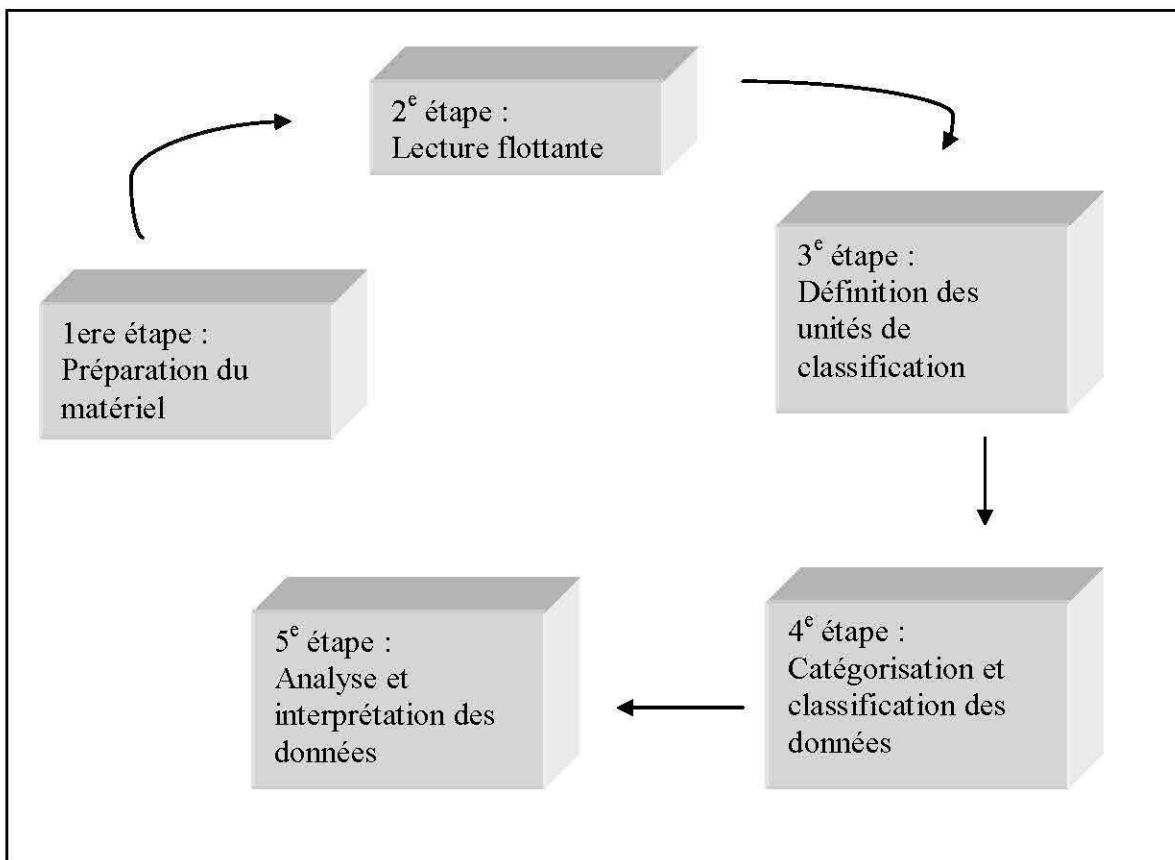 1ere étape :
Préparation du
matériel
2e étape :
Lecture flottante
3e étape :
Définition des
unités de
classification
4e étape :
Catégorisation et
classification des
données
5e étape :
Analyse et
interprétation des
données